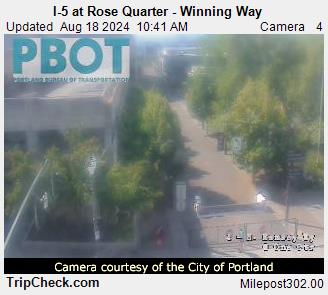 I-5 at Rose Quarter - Winning Way
Updated Aug 18 2024 10:41 AM Camera 4
PBOT
PORTLAND BUREAU OF TRANSPORTATION
Camera courtesy of the City of Portland
TripCheck.com Milepost302.00